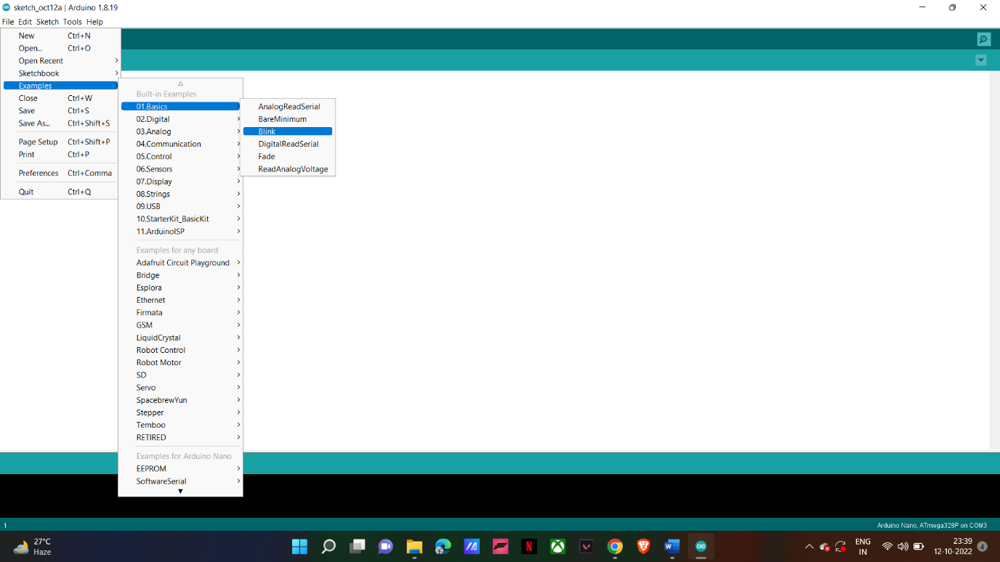 sketch_oct12a | Arduino 1.8.19
File Edit Sketch Tools Help
New Ctrl+N
Open... Ctrl+O
Open Recent
Sketchbook
Examples
Close Ctrl+W
Save Ctrl+S
Save As... Ctrl+Shift+S
Page Setup Ctrl+Shift+P
Print Ctrl+P
Preferences Ctrl+Comma
Quit Ctrl+Q
Built-in Examples
01.Basics
02.Digital
03.Analog
04.Communication
05.Control
06.Sensors
07.Display
08.Strings
09.USB
10.StarterKit_BasicKit
11.ArduinoISP
Examples for any board
Adafruit Circuit Playground
Bridge
Esplora
Ethernet
Firmata
GSM
LiquidCrystal
Robot Control
Robot Motor
SD
Servo
SpacebrewYun
Stepper
Temboo
RETIRED
Examples for Arduino Nano
EEPROM
SoftwareSerial
AnalogReadSerial
BareMinimum
Blink
DigitalReadSerial
Fade
ReadAnalogVoltage
1
Arduino Nano, ATmega328P on COM3
27°C
Haze
ENG
IN
23:39
12-10-2022
4